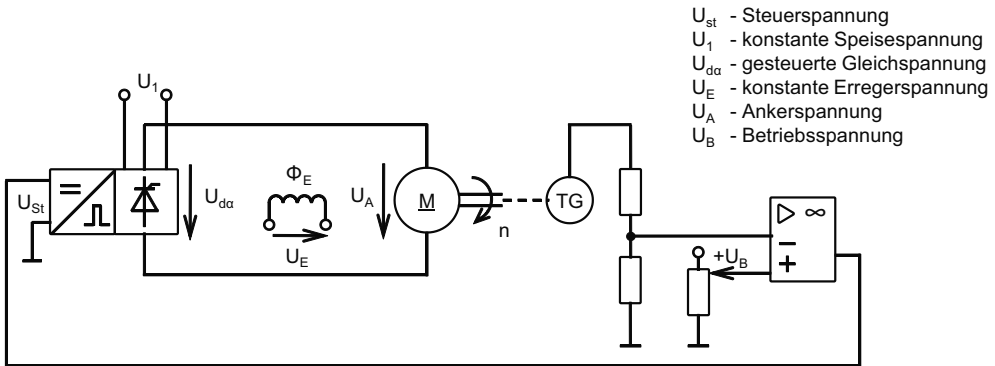 U_st - Steuerspannung
U_1 - konstante Speisespannung
U_dα - gesteuerte Gleichspannung
U_E - konstante Erregerspannung
U_A - Ankerspannung
U_B - Betriebsspannung
U_1
U_St
U_dα
Φ_E
U_E
U_A
M
n
TG
▷ ∞
−
+
+U_B